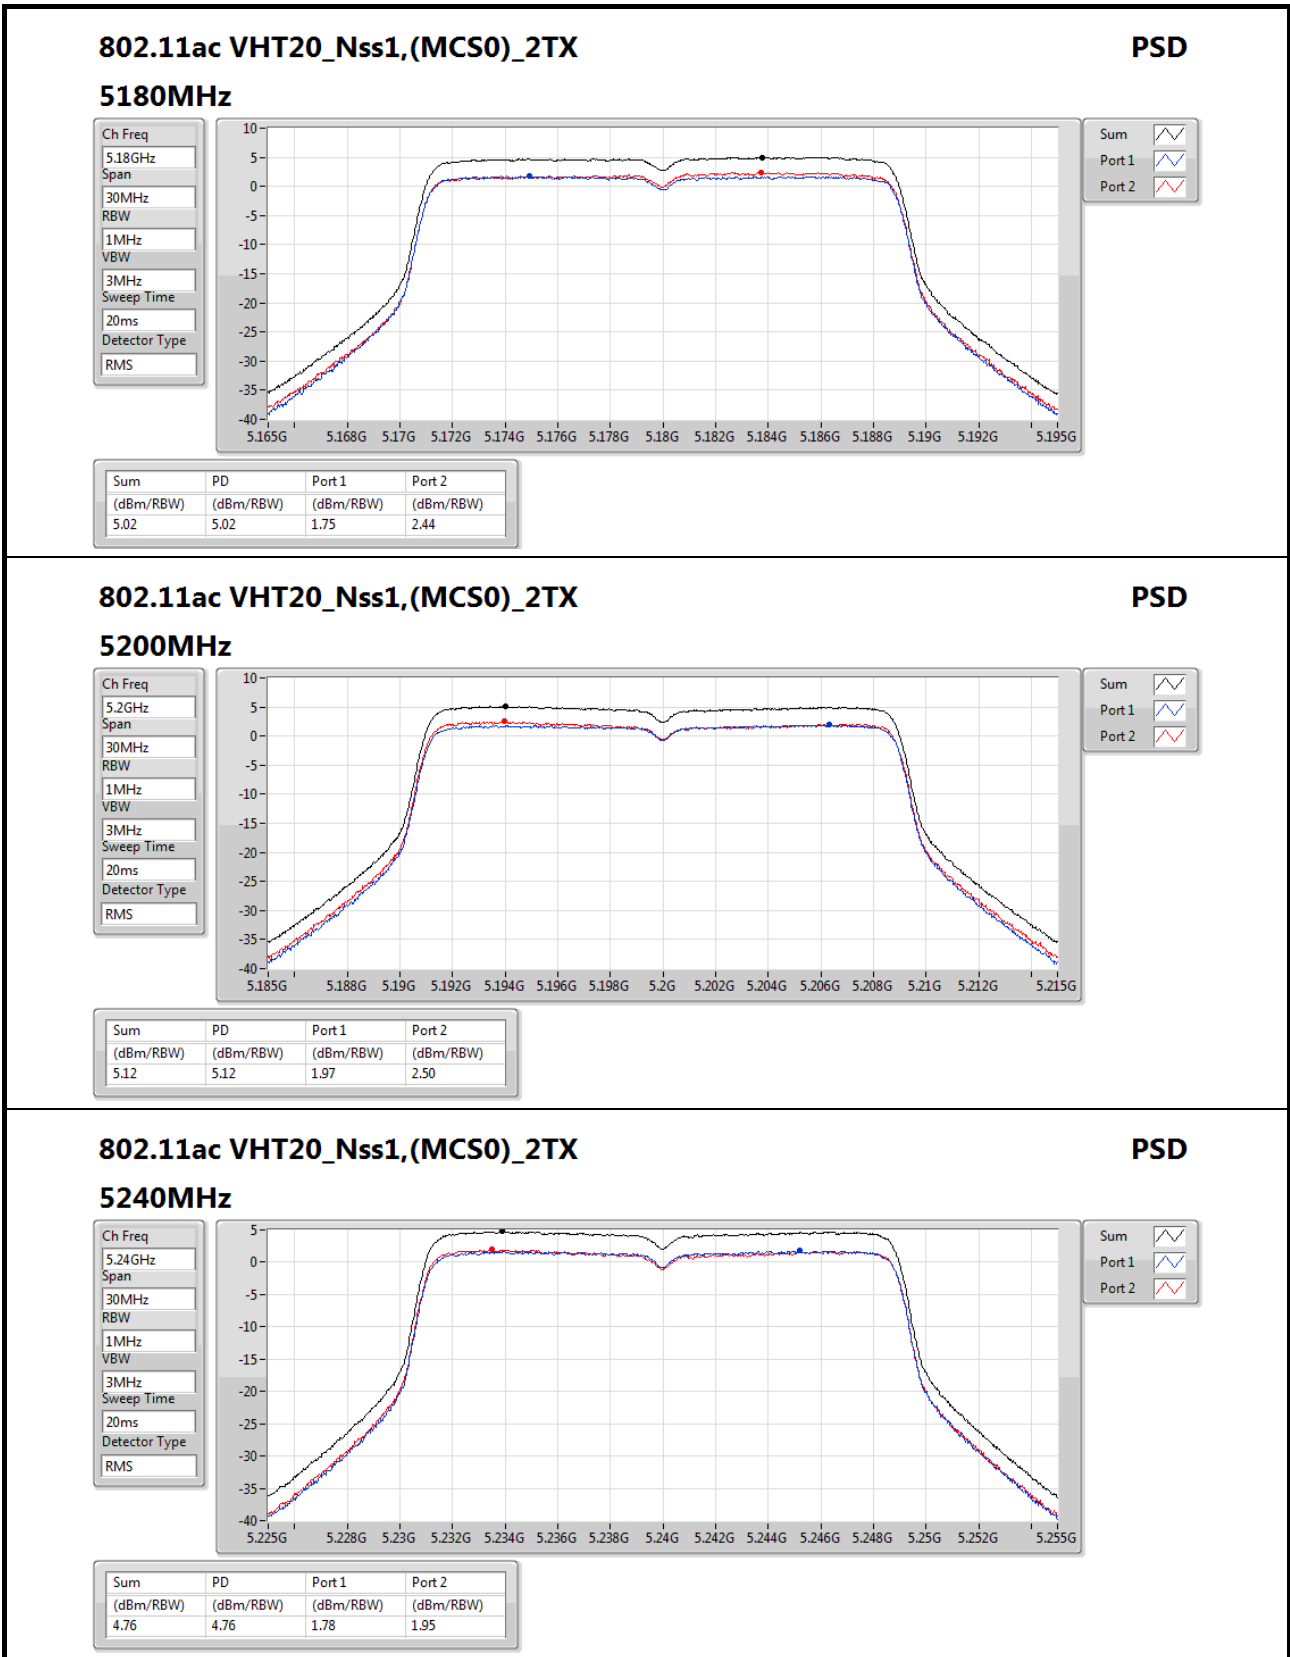 802.11ac VHT20_Nss1,(MCS0)_2TX PSD
5180MHz
Ch Freq
5.18GHz
Span
30MHz
RBW
1MHz
VBW
3MHz
Sweep Time
20ms
Detector Type
RMS
10
5
0
-5
-10
-15
-20
-25
-30
-35
-40
5.165G 5.168G 5.17G 5.172G 5.174G 5.176G 5.178G 5.18G 5.182G 5.184G 5.186G 5.188G 5.19G 5.192G 5.195G
Sum
Port 1
Port 2
Sum PD Port 1 Port 2
(dBm/RBW) (dBm/RBW) (dBm/RBW) (dBm/RBW)
5.02 5.02 1.75 2.44
802.11ac VHT20_Nss1,(MCS0)_2TX PSD
5200MHz
Ch Freq
5.2GHz
Span
30MHz
RBW
1MHz
VBW
3MHz
Sweep Time
20ms
Detector Type
RMS
10
5
0
-5
-10
-15
-20
-25
-30
-35
-40
5.185G 5.188G 5.19G 5.192G 5.194G 5.196G 5.198G 5.2G 5.202G 5.204G 5.206G 5.208G 5.21G 5.212G 5.215G
Sum
Port 1
Port 2
Sum PD Port 1 Port 2
(dBm/RBW) (dBm/RBW) (dBm/RBW) (dBm/RBW)
5.12 5.12 1.97 2.50
802.11ac VHT20_Nss1,(MCS0)_2TX PSD
5240MHz
Ch Freq
5.24GHz
Span
30MHz
RBW
1MHz
VBW
3MHz
Sweep Time
20ms
Detector Type
RMS
5
0
-5
-10
-15
-20
-25
-30
-35
-40
5.225G 5.228G 5.23G 5.232G 5.234G 5.236G 5.238G 5.24G 5.242G 5.244G 5.246G 5.248G 5.25G 5.252G 5.255G
Sum
Port 1
Port 2
Sum PD Port 1 Port 2
(dBm/RBW) (dBm/RBW) (dBm/RBW) (dBm/RBW)
4.76 4.76 1.78 1.95